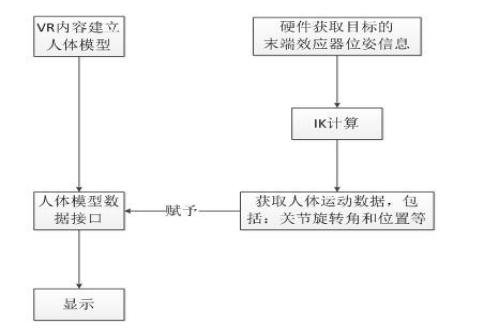 VR内容建立
人体模型
硬件获取目标的
末端效应器位姿信息
IK计算
人体模型数
据接口
赋予
获取人体运动数据，包
括：关节旋转角和位置等
显示